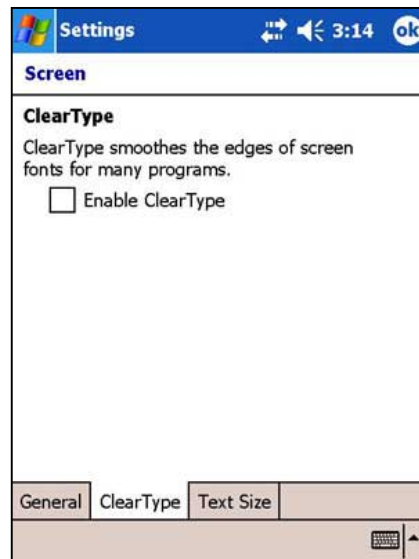 Settings 3:14 ok
Screen
ClearType
ClearType smoothes the edges of screen
fonts for many programs.
Enable ClearType
General ClearType Text Size